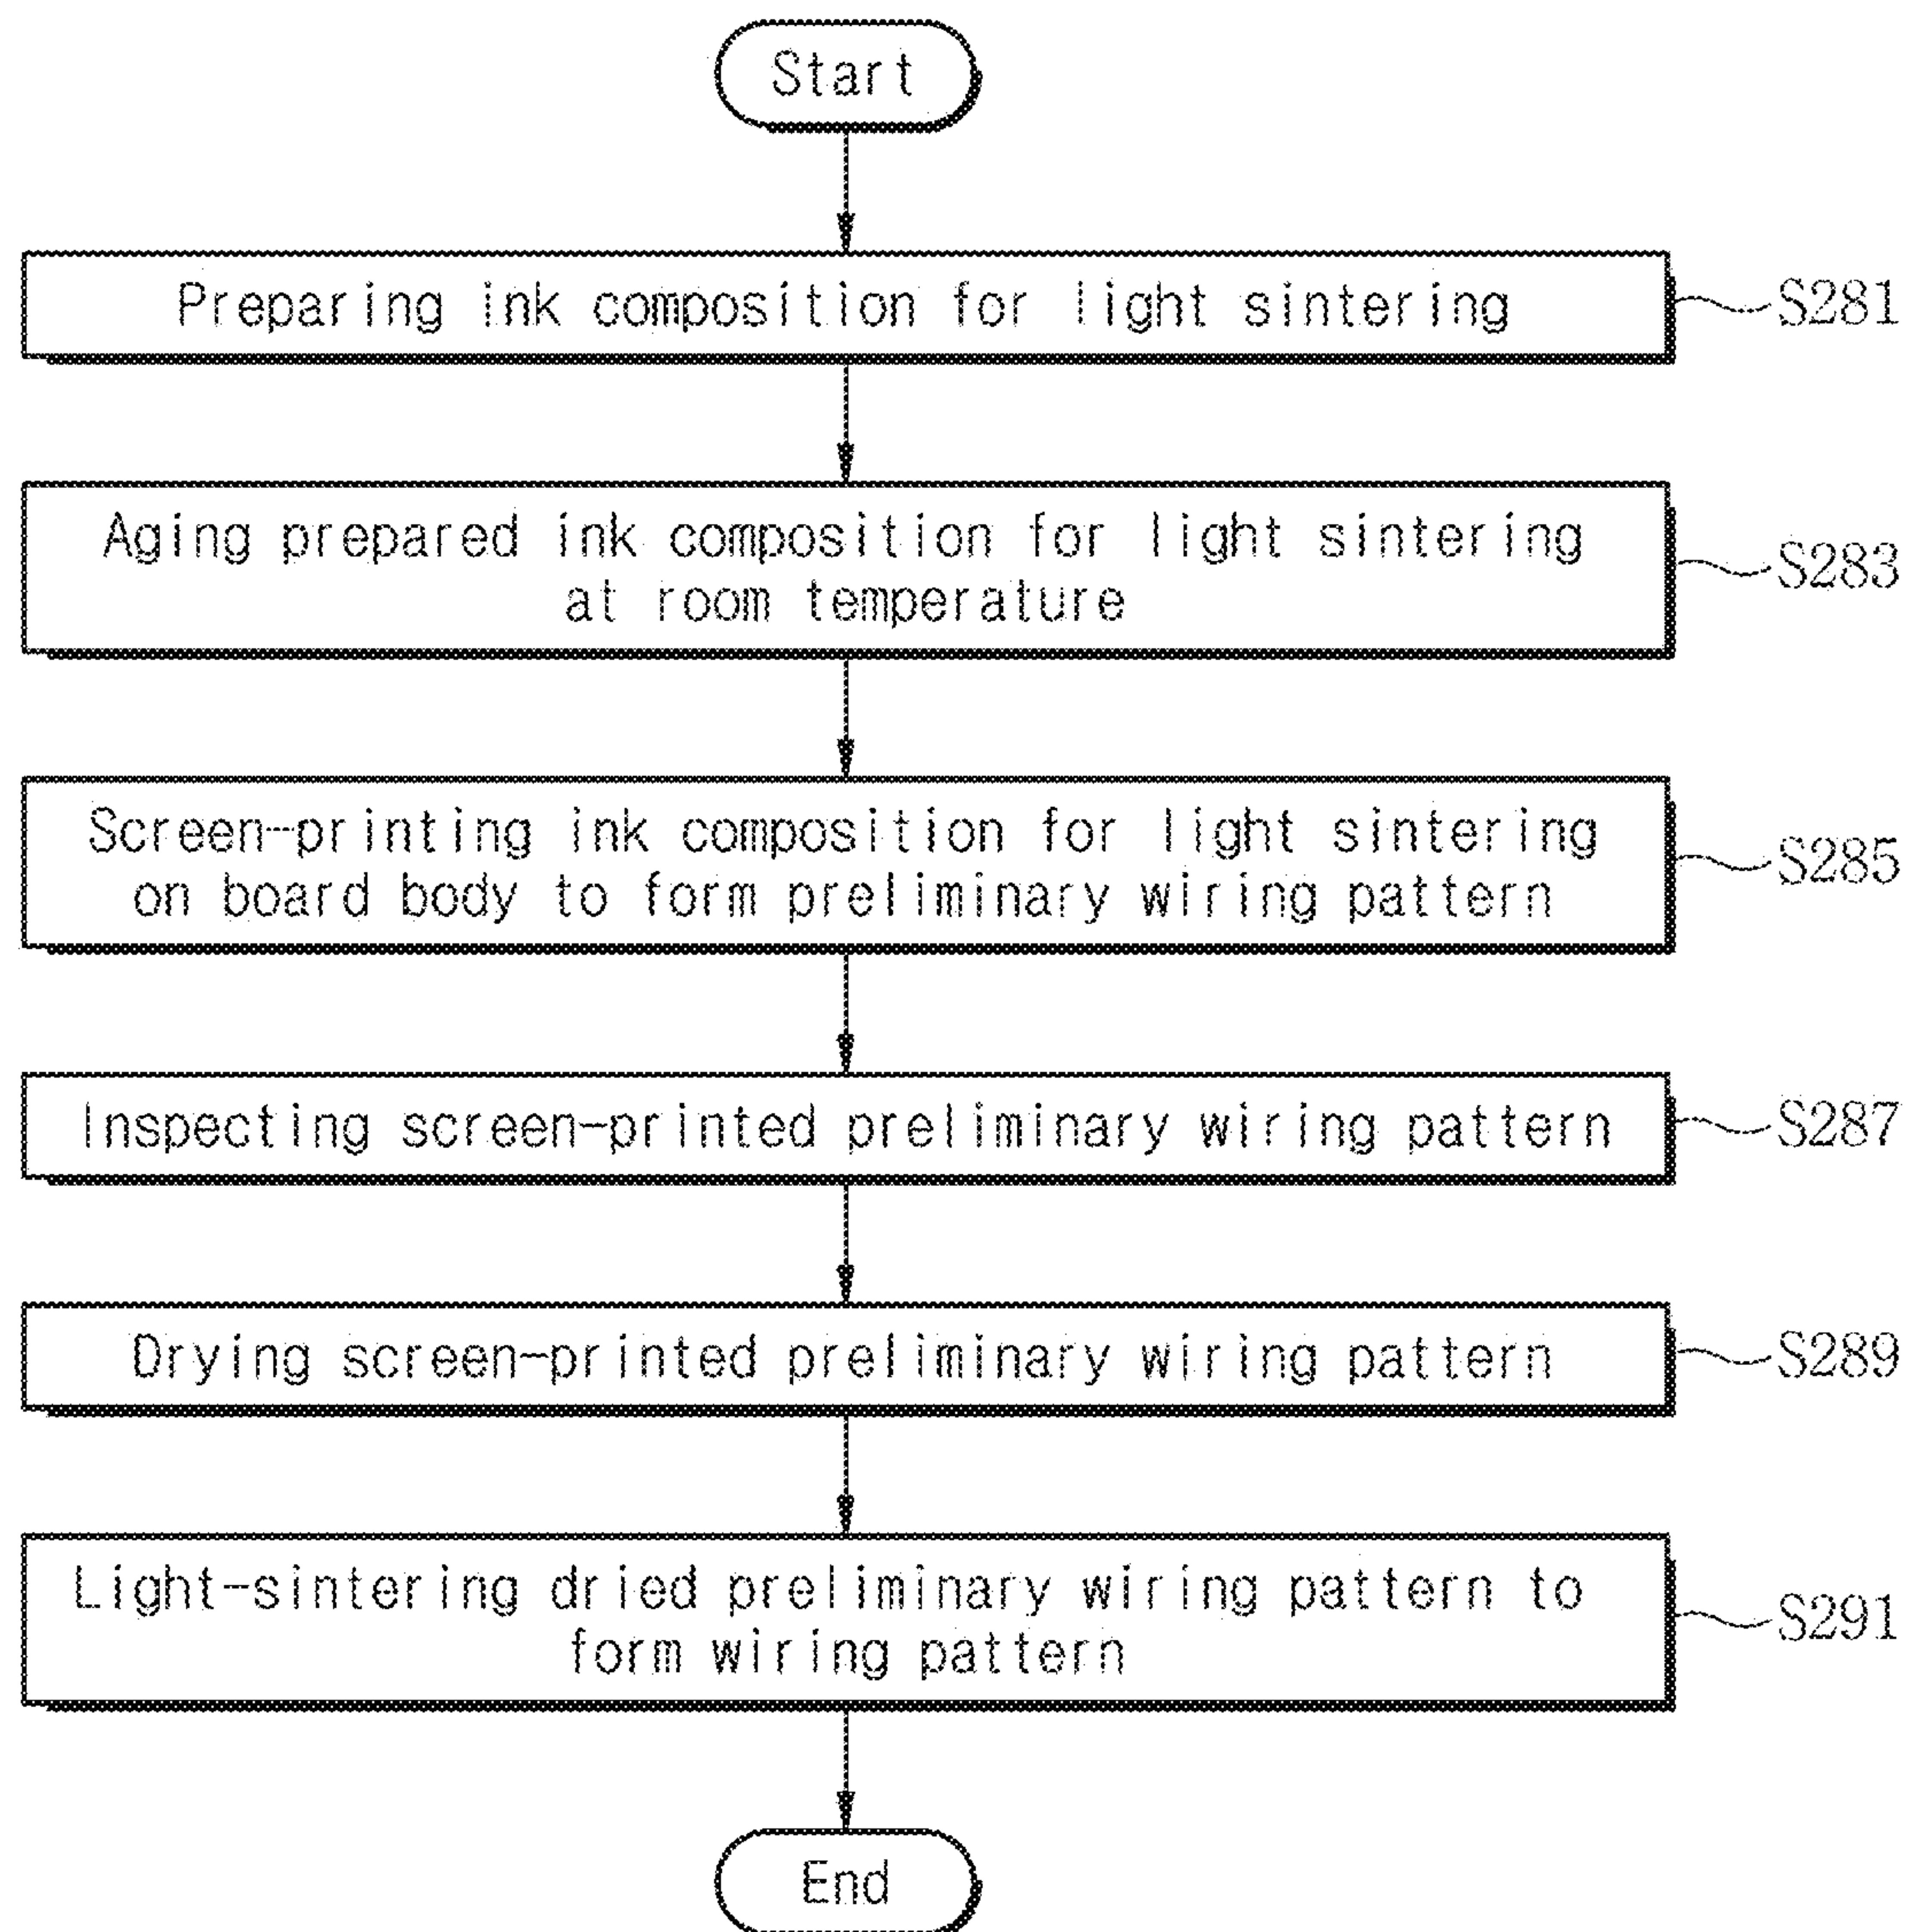 Start
Preparing ink composition for light sintering
S281
Aging prepared ink composition for light sintering
at room temperature
S283
Screen-printing ink composition for light sintering
on board body to form preliminary wiring pattern
S285
Inspecting screen-printed preliminary wiring pattern
S287
Drying screen-printed preliminary wiring pattern
S289
Light-sintering dried preliminary wiring pattern to
form wiring pattern
S291
End